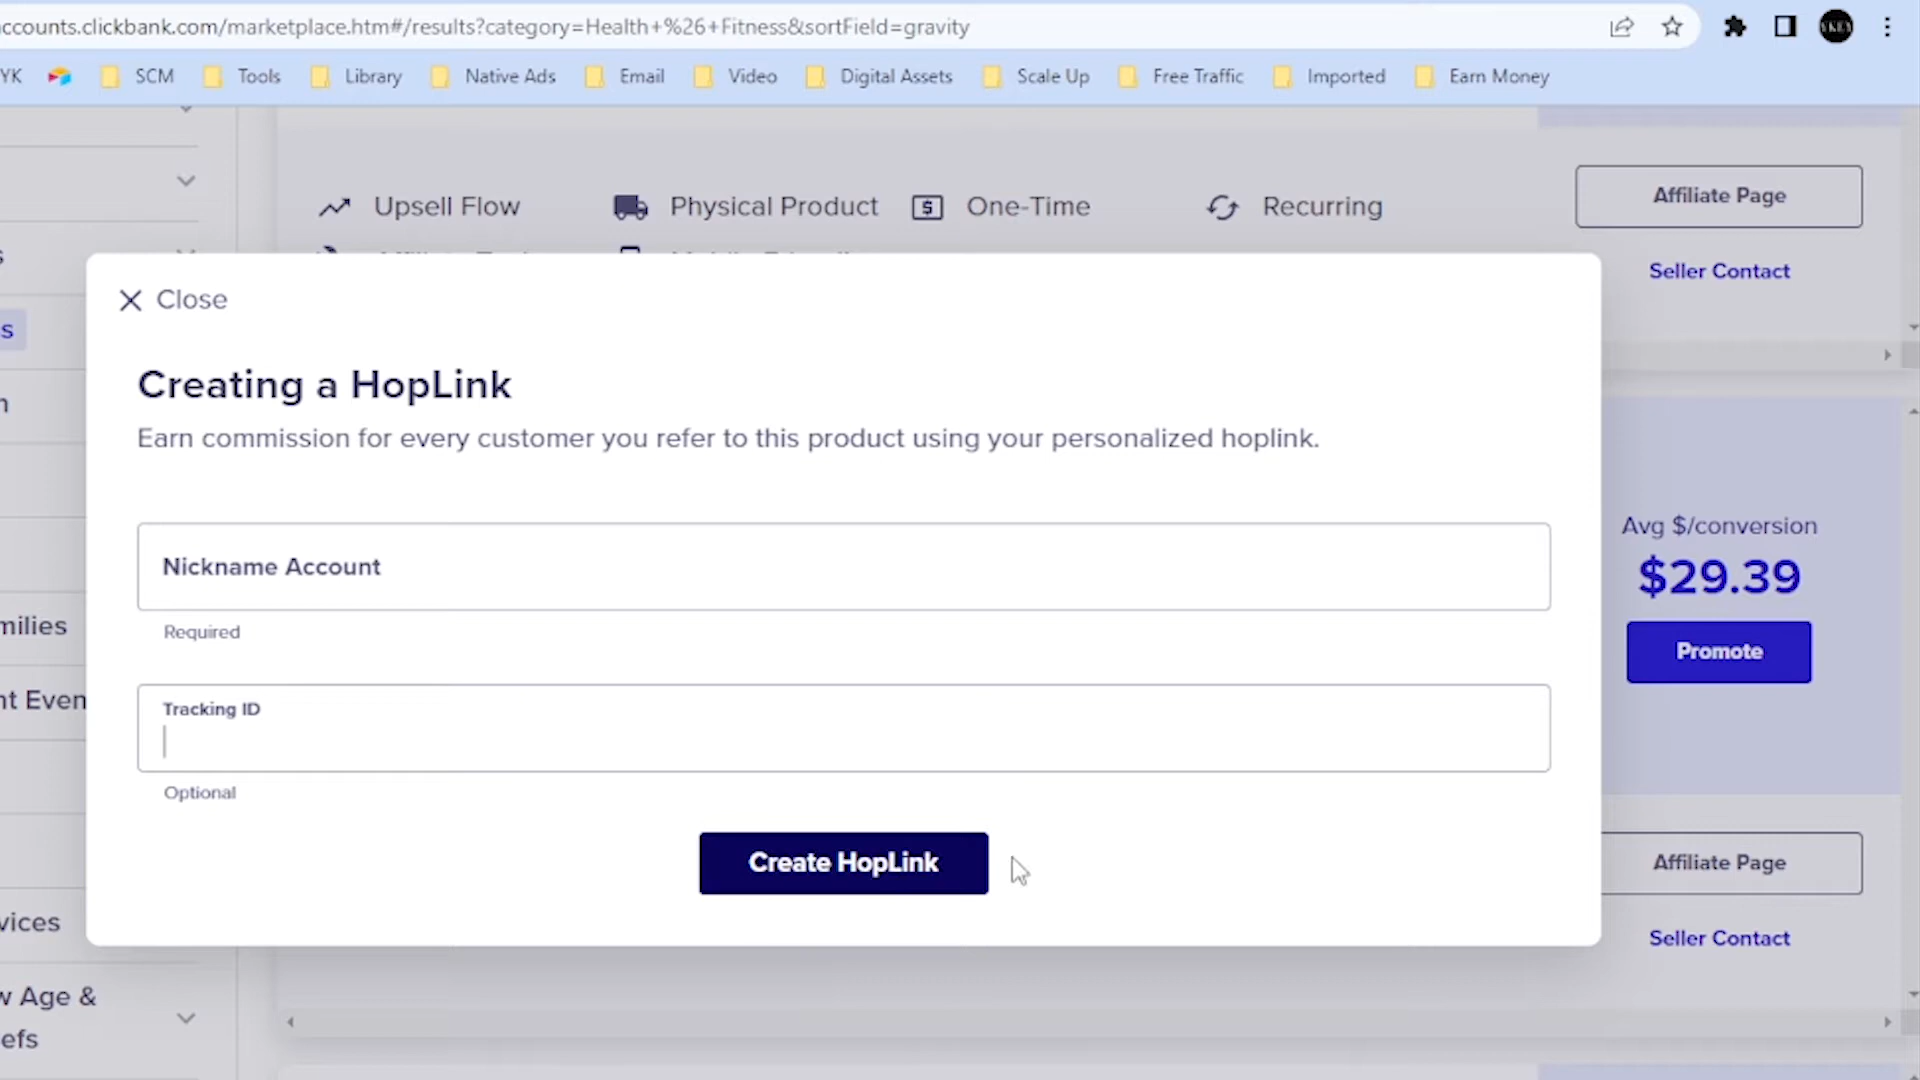 ccounts.clickbank.com/marketplace.htm#/results?category=Health+%26+Fitness&sortField=gravity
YKEY
YK SCM Tools Library Native Ads Email Video Digital Assets Scale Up Free Traffic Imported Earn Money
Upsell Flow Physical Product One-Time Recurring
Affiliate Page
Seller Contact
Close
Creating a HopLink
Earn commission for every customer you refer to this product using your personalized hoplink.
Nickname Account
Required
Tracking ID
Optional
Create HopLink
Avg $/conversion
$29.39
Promote
Affiliate Page
Seller Contact
s
s
n
milies
nt Even
vices
w Age &
efs